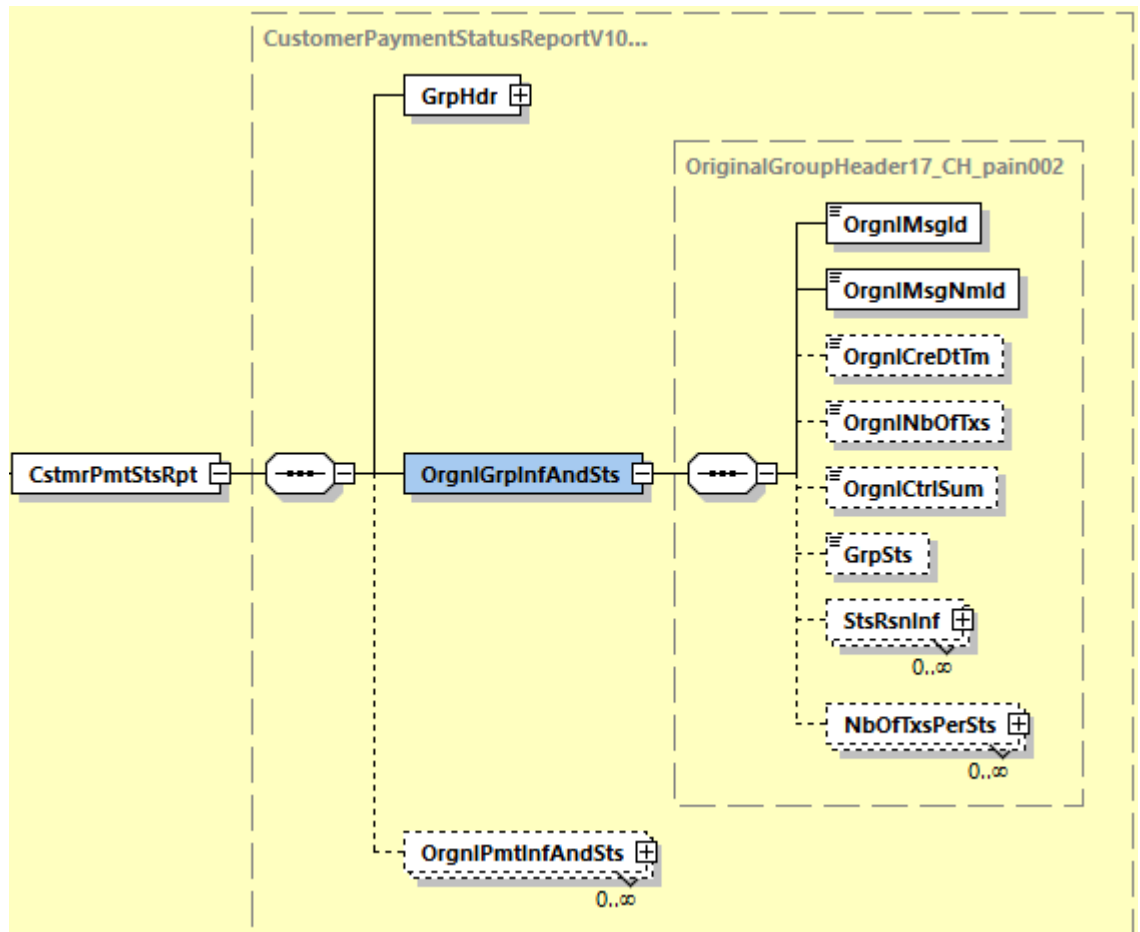 CustomerPaymentStatusReportV10...
GrpHdr
OriginalGroupHeader17_CH_pain002
OrgnlMsgId
OrgnlMsgNmId
OrgnlCreDtTm
OrgnlNbOfTxs
CstmrPmtStsRpt
OrgnlGrpInfAndSts
OrgnlCtrlSum
GrpSts
StsRsnInf
0..∞
NbOfTxsPerSts
0..∞
OrgnlPmtInfAndSts
0..∞